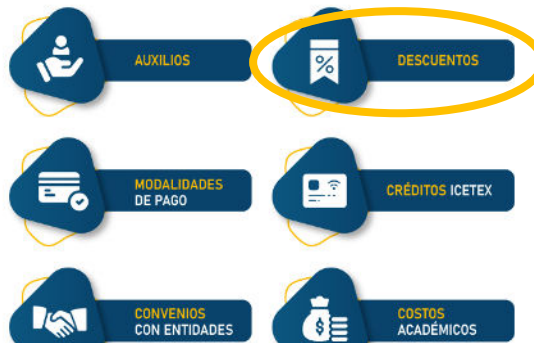 AUXILIOS
%
DESCUENTOS
MODALIDADES
DE PAGO
CRÉDITOS ICETEX
CONVENIOS
CON ENTIDADES
$
COSTOS
ACADÉMICOS